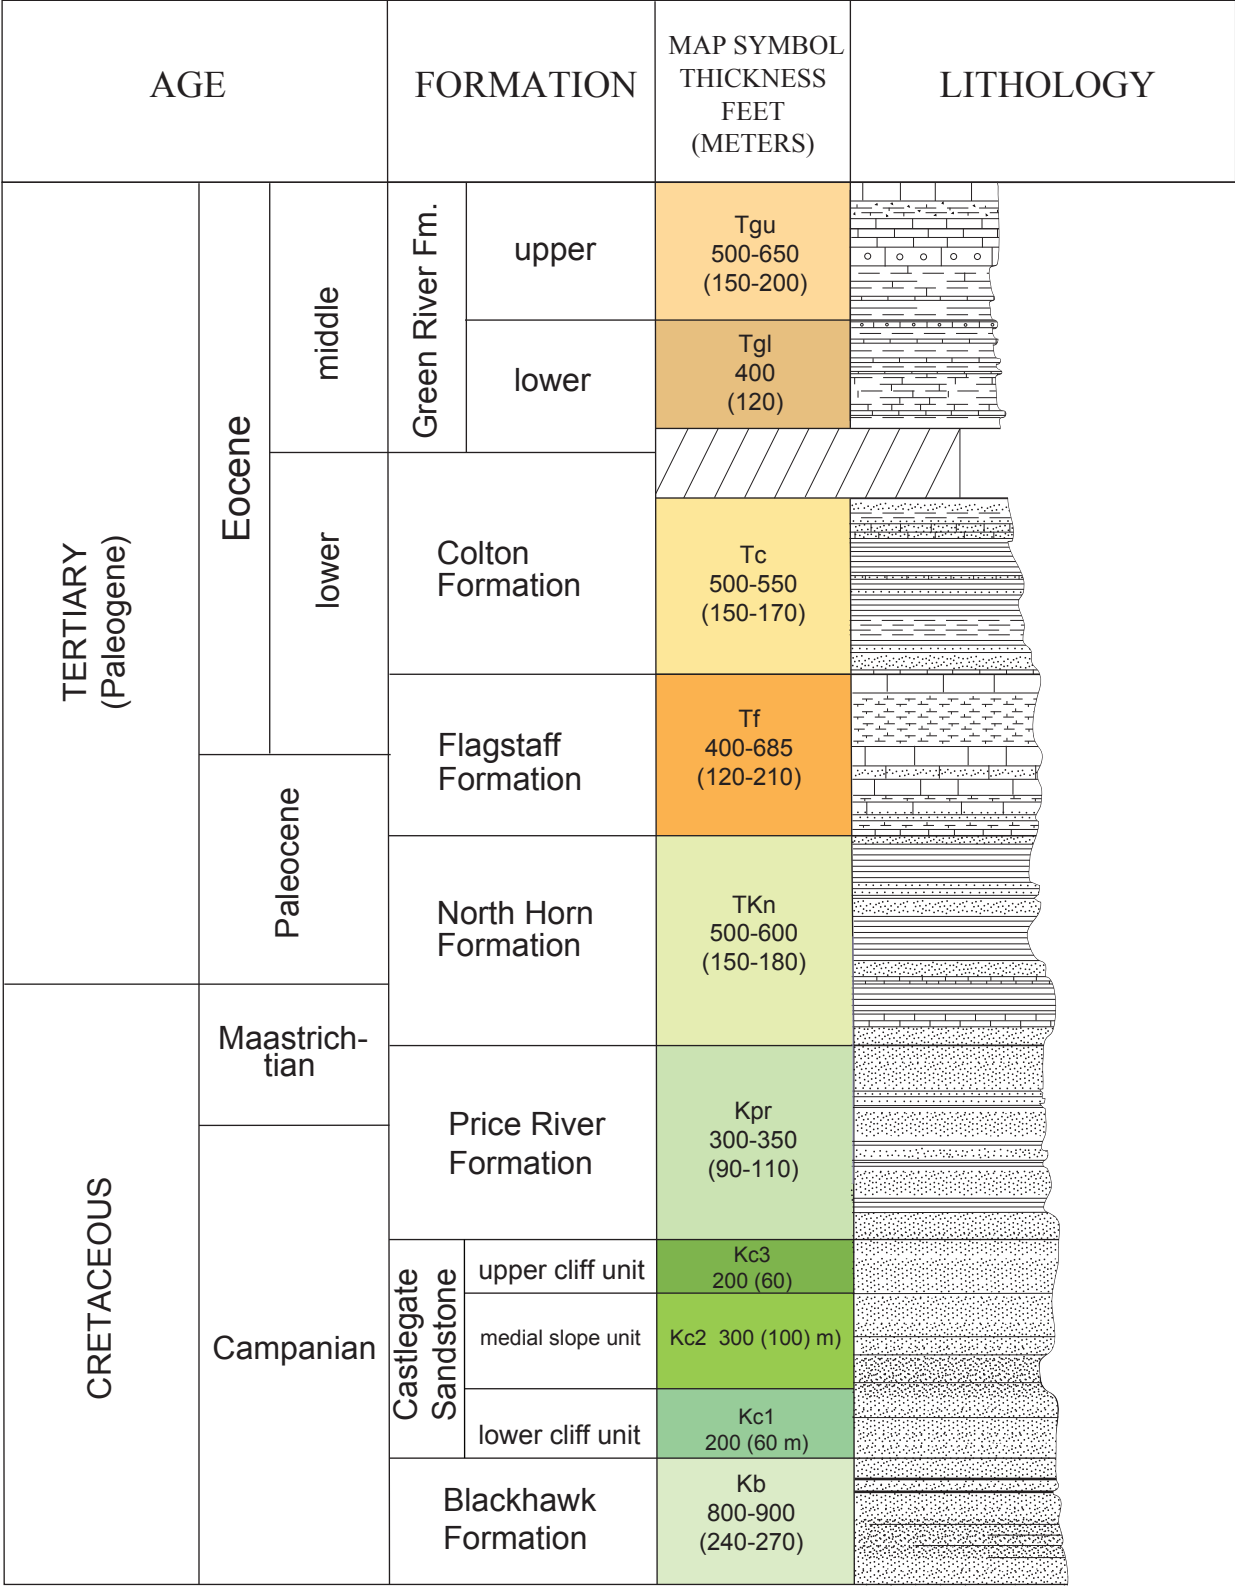 AGE
FORMATION
MAP SYMBOL
THICKNESS
FEET
(METERS)
LITHOLOGY
TERTIARY
(Paleogene)
Eocene
middle
Green River Fm.
upper
Tgu
500-650
(150-200)
lower
Tgl
400
(120)
lower
Colton
Formation
Tc
500-550
(150-170)
Flagstaff
Formation
Tf
400-685
(120-210)
Paleocene
North Horn
Formation
TKn
500-600
(150-180)
CRETACEOUS
Maastrich-
tian
Price River
Formation
Kpr
300-350
(90-110)
Campanian
Castlegate
Sandstone
upper cliff unit
Kc3
200 (60)
medial slope unit
Kc2 300 (100) m)
lower cliff unit
Kc1
200 (60 m)
Blackhawk
Formation
Kb
800-900
(240-270)